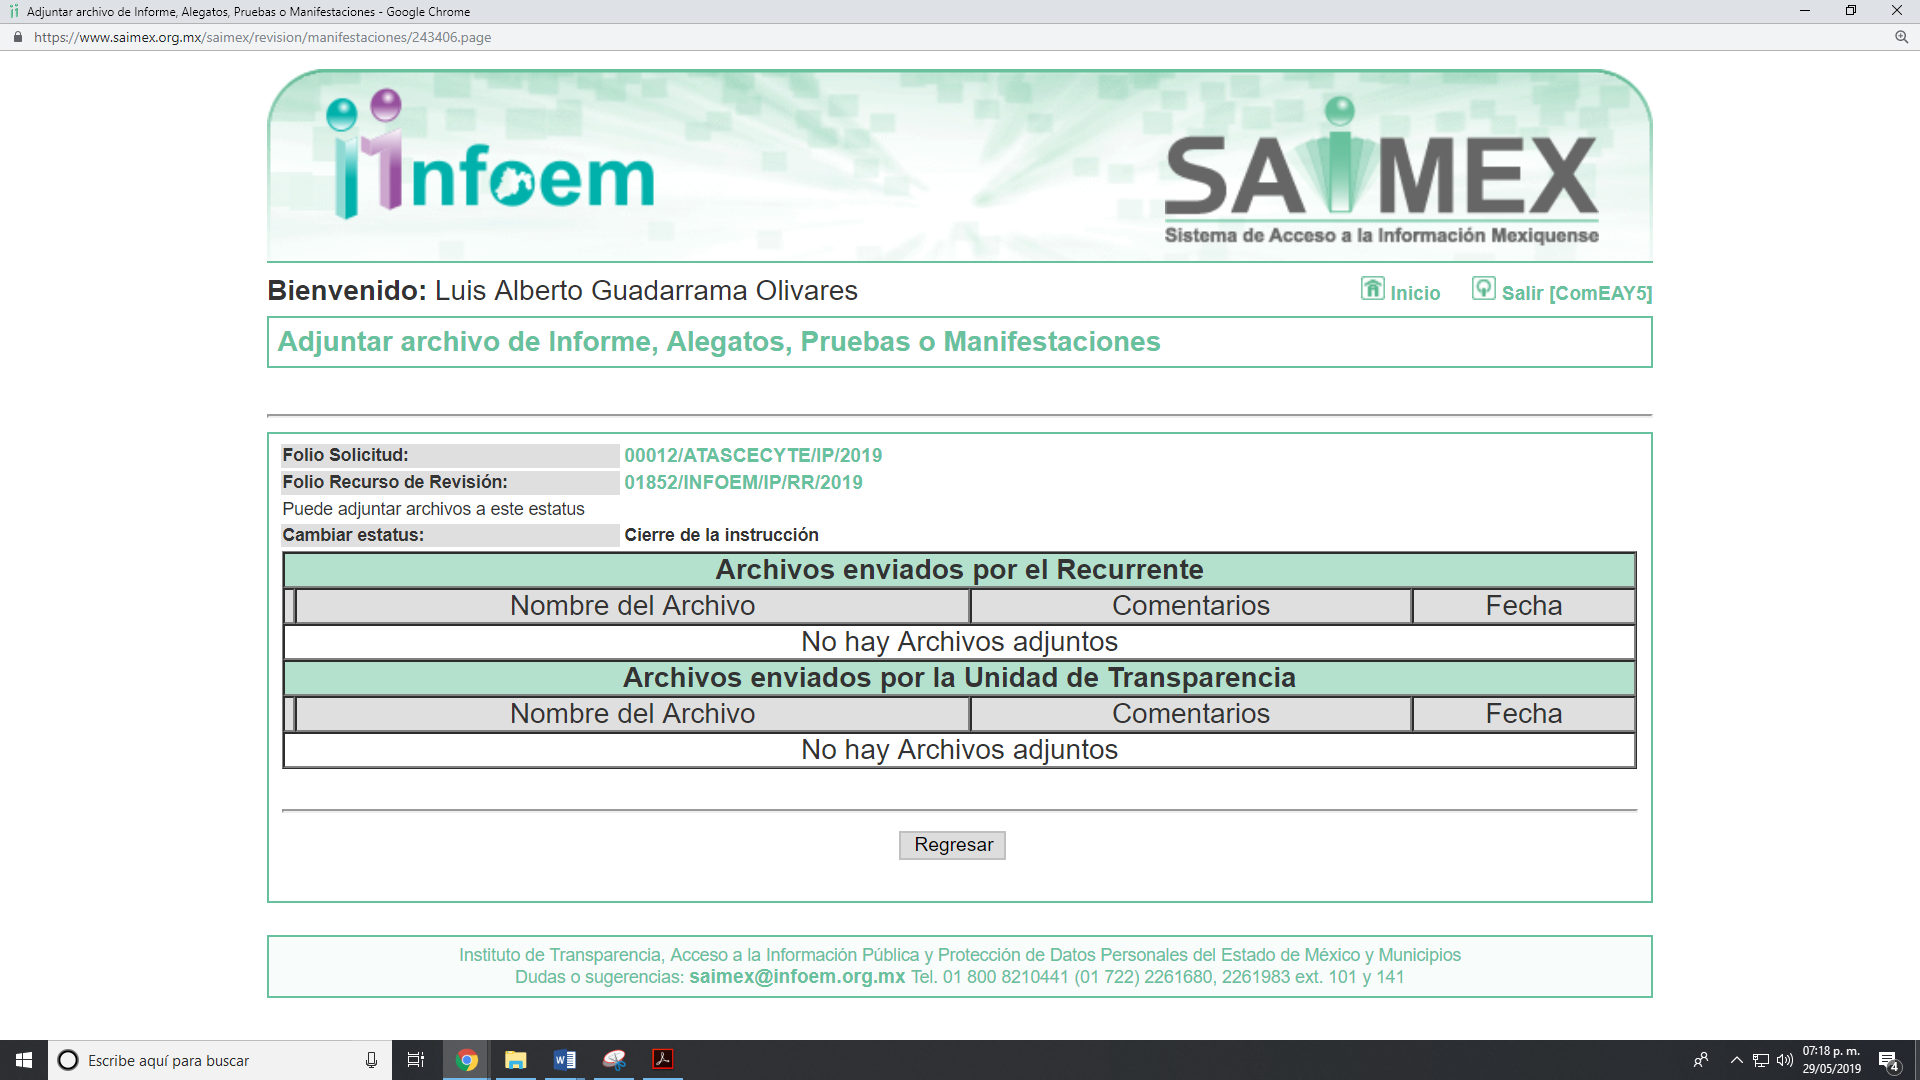 Adjuntar archivo de Informe, Alegatos, Pruebas o Manifestaciones - Google Chrome
https://www.saimex.org.mx/saimex/revision/manifestaciones/243406.page
infoem
SAIMEX
Sistema de Acceso a la Información Mexiquense
Bienvenido: Luis Alberto Guadarrama Olivares
Inicio
Salir [ComEAY5]
Adjuntar archivo de Informe, Alegatos, Pruebas o Manifestaciones
Folio Solicitud: 00012/ATASCECYTE/IP/2019
Folio Recurso de Revisión: 01852/INFOEM/IP/RR/2019
Puede adjuntar archivos a este estatus
Cambiar estatus: Cierre de la instrucción
Archivos enviados por el Recurrente
Nombre del Archivo Comentarios Fecha
No hay Archivos adjuntos
Archivos enviados por la Unidad de Transparencia
Nombre del Archivo Comentarios Fecha
No hay Archivos adjuntos
Regresar
Instituto de Transparencia, Acceso a la Información Pública y Protección de Datos Personales del Estado de México y Municipios
Dudas o sugerencias: saimex@infoem.org.mx Tel. 01 800 8210441 (01 722) 2261680, 2261983 ext. 101 y 141
Escribe aquí para buscar
07:18 p. m.
29/05/2019
4